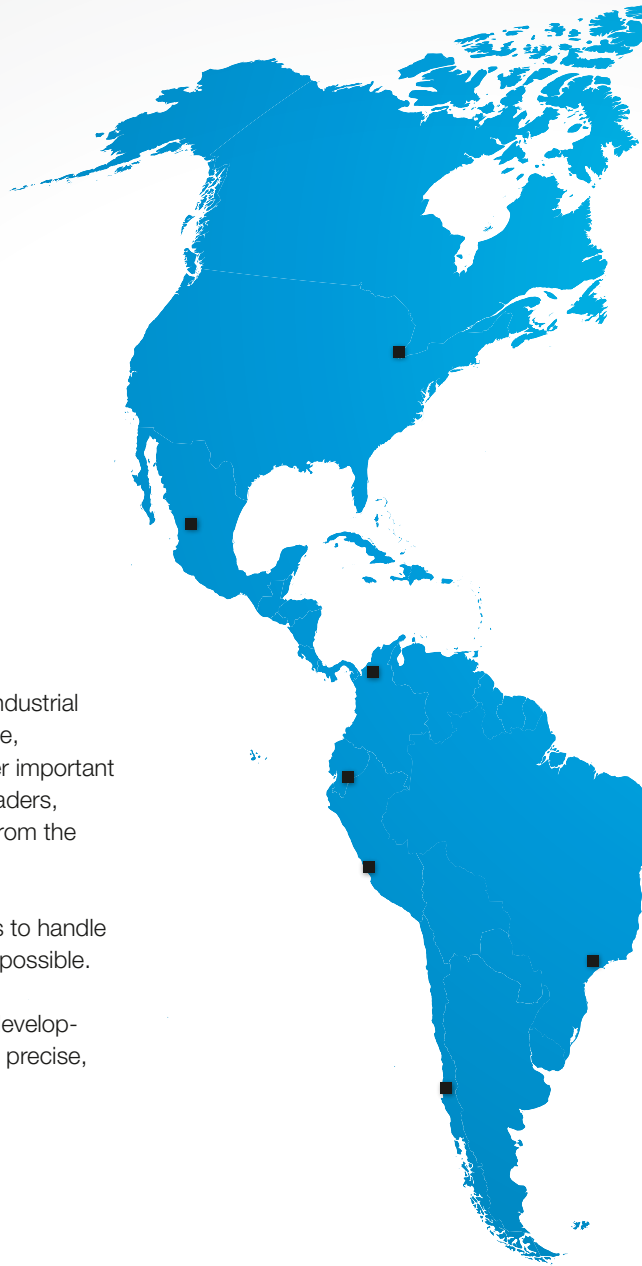 ndustrial
e,
er important
aders,
rom the
s to handle
possible.
evelop-
precise,